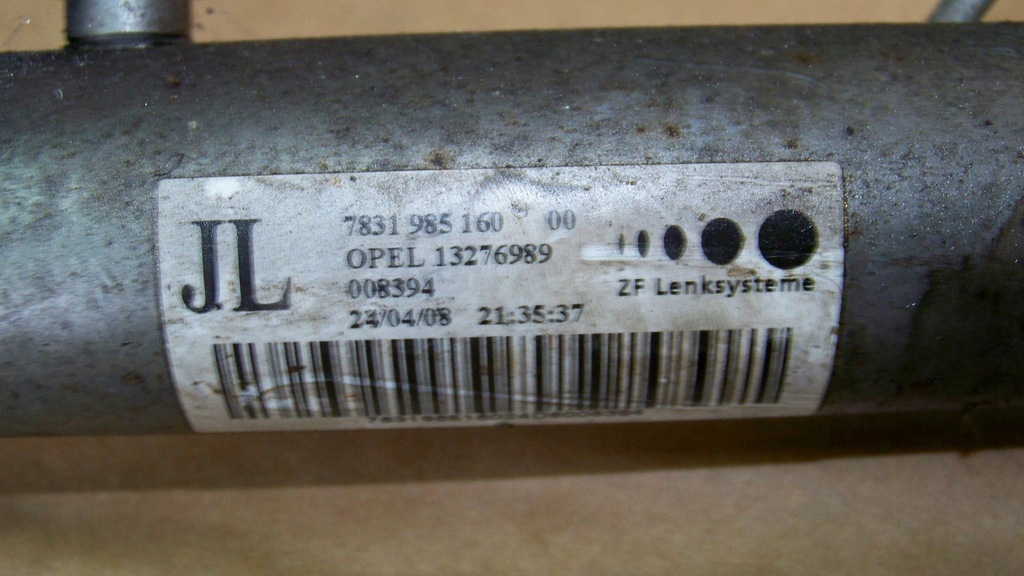 JL
7831 985 160 00
OPEL 13276989
008394
24/04/08 21:35:37
ZF Lenksysteme